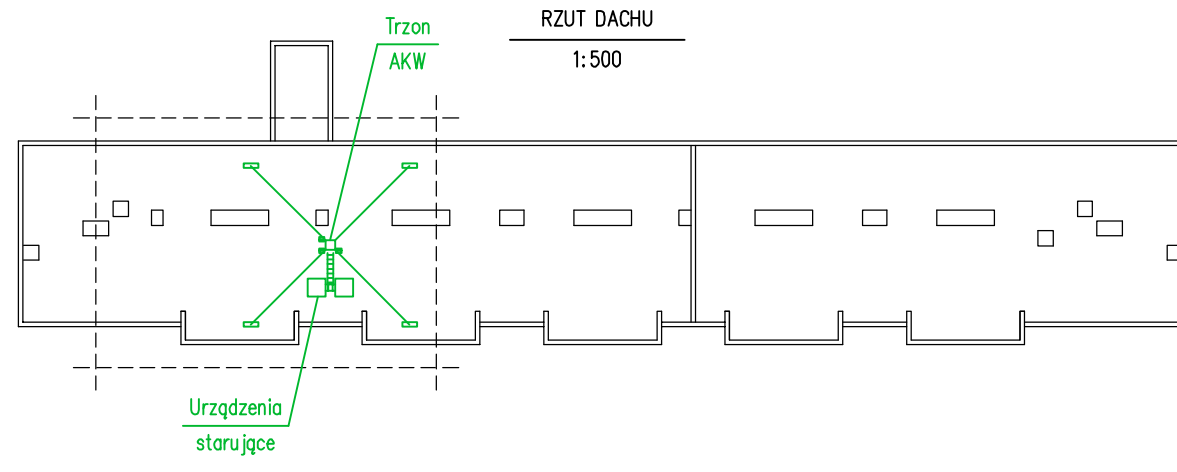 RZUT DACHU
1:500
Trzon
AKW
Urządzenia
starujące